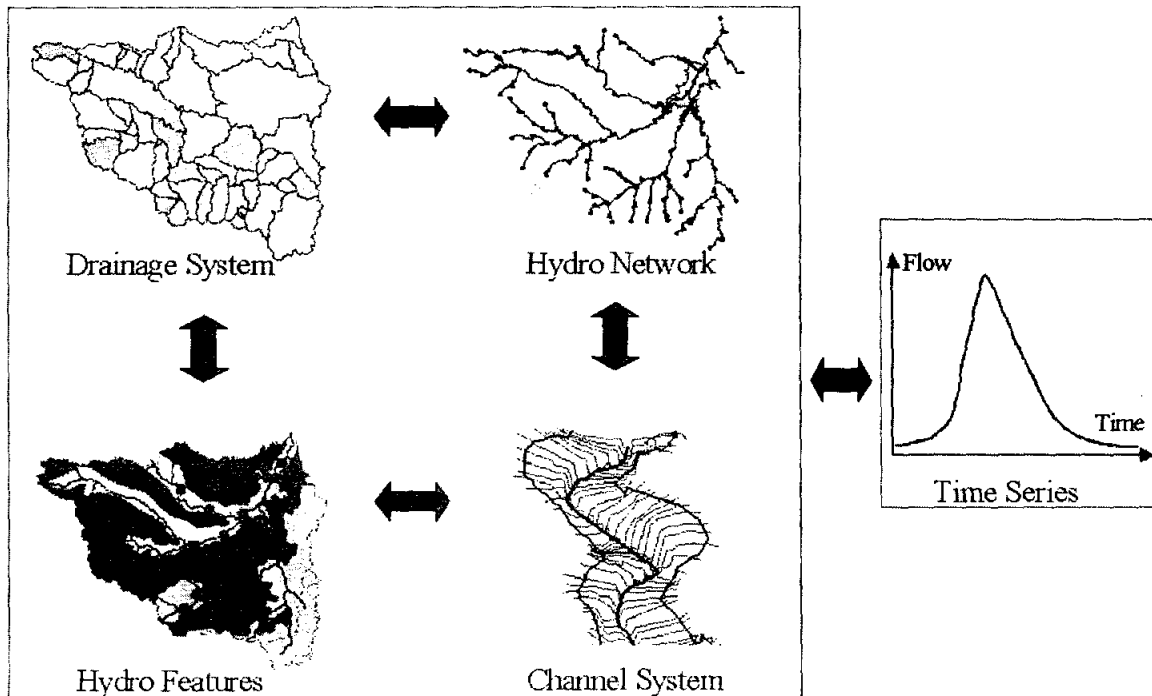 Drainage System
Hydro Network
Hydro Features
Channel System
Flow
Time
Time Series